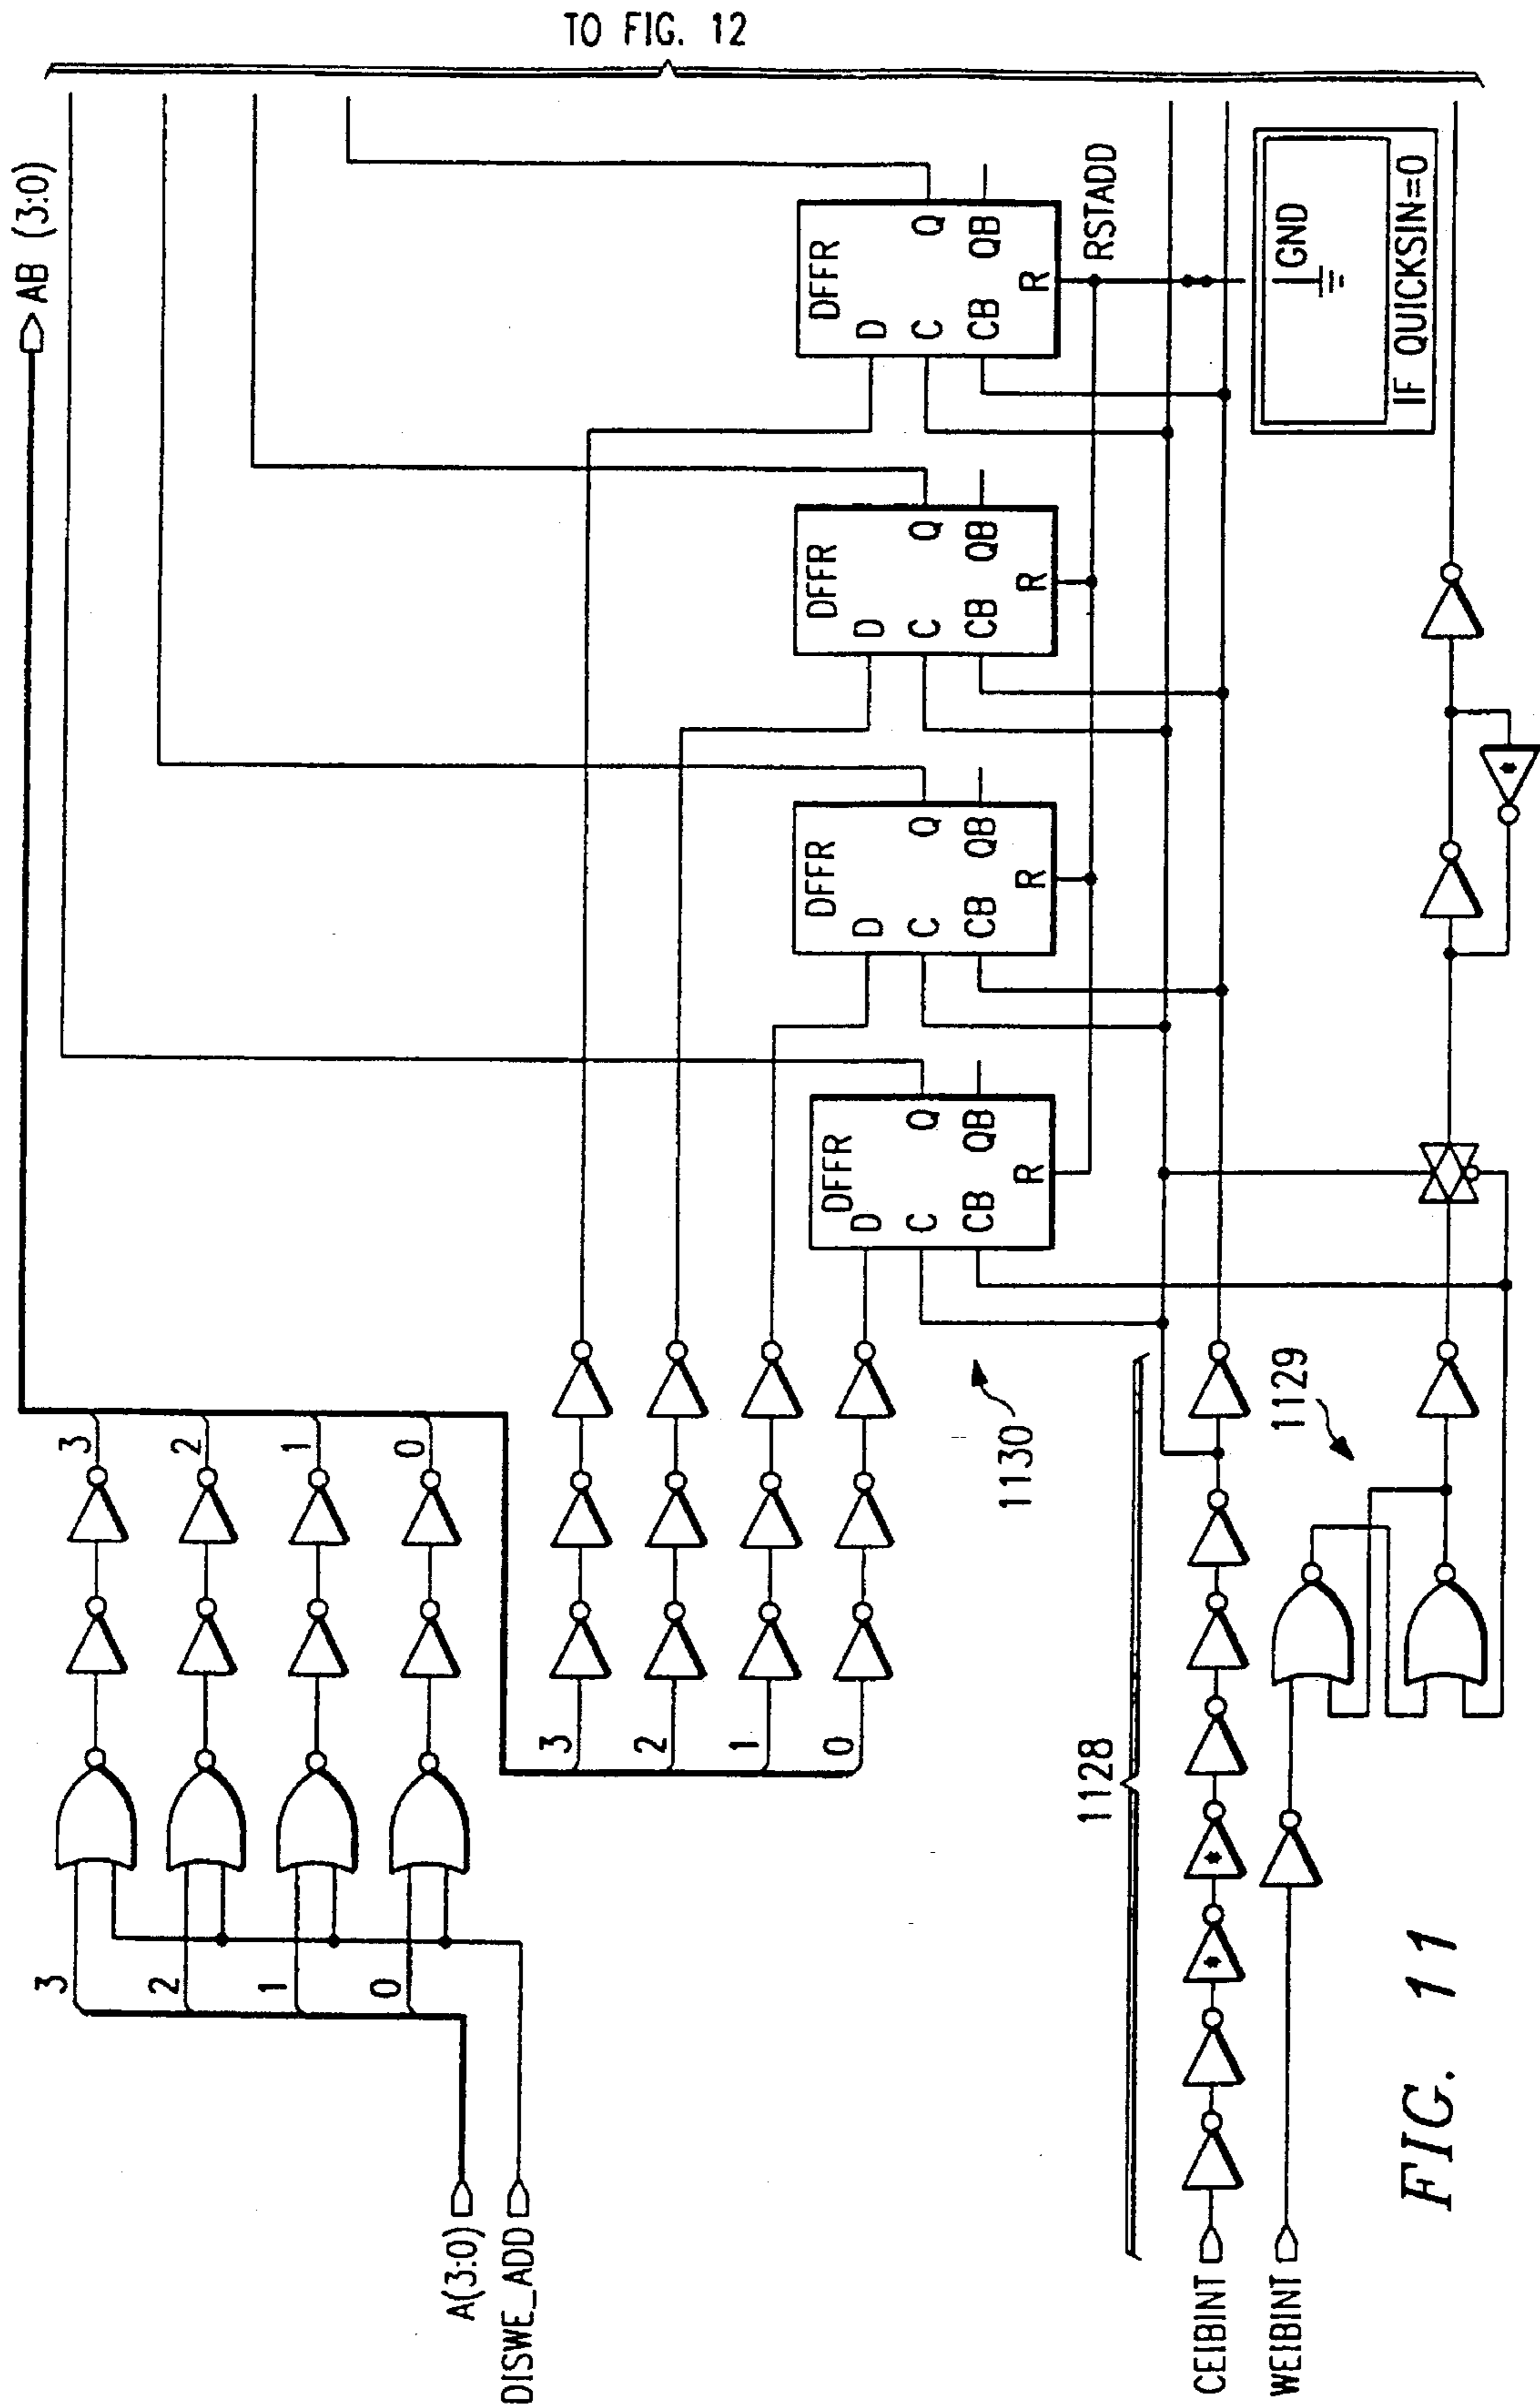 TO FIG. 12
AB (3:0)
3
2
1
0
A(3:0)
DISWE_ADD
3
2
1
0
3
2
1
0
DFFR
D
C
CB
Q
QB
R
DFFR
D
C
CB
Q
QB
R
DFFR
D
C
CB
Q
QB
R
DFFR
D
C
CB
Q
QB
R
RSTADD
GND
IF QUICKSIN=0
1130
1128
1129
CEIBINT
WEIBINT
FIG. 11